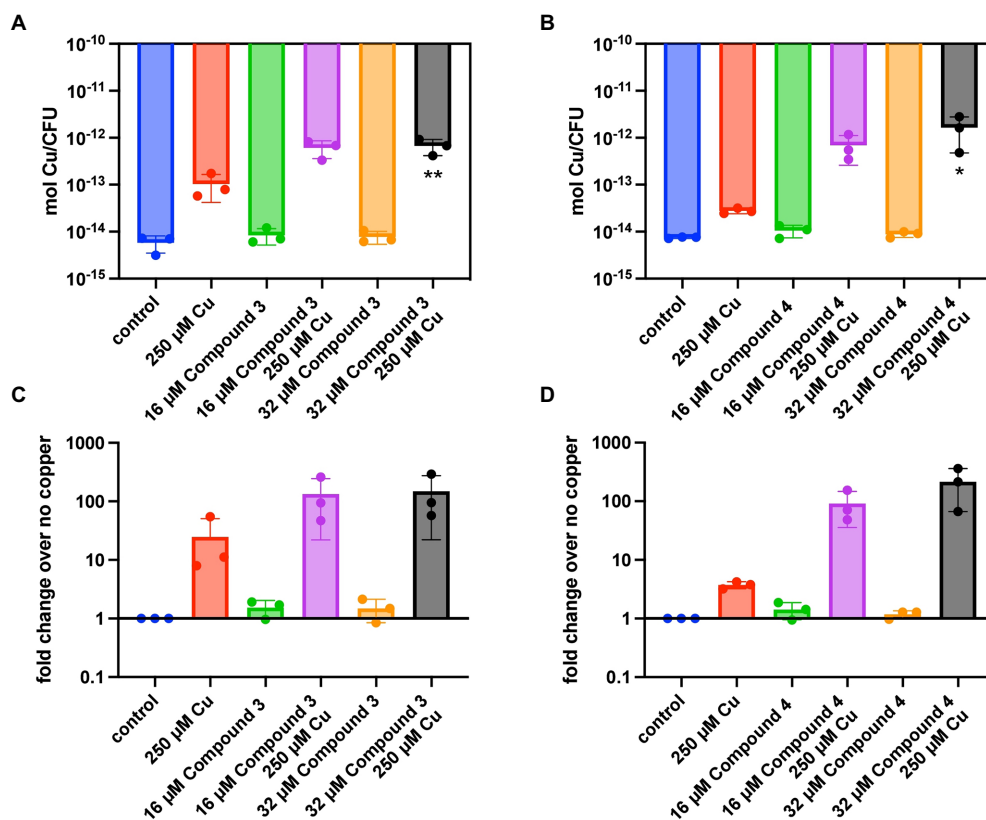 A
mol Cu/CFU
10⁻¹⁰
10⁻¹¹
10⁻¹²
10⁻¹³
10⁻¹⁴
10⁻¹⁵
**
control
250 µM Cu
16 µM Compound 3
16 µM Compound 3
250 µM Cu
32 µM Compound 3
32 µM Compound 3
250 µM Cu
B
mol Cu/CFU
10⁻¹⁰
10⁻¹¹
10⁻¹²
10⁻¹³
10⁻¹⁴
10⁻¹⁵
*
control
250 µM Cu
16 µM Compound 4
16 µM Compound 4
250 µM Cu
32 µM Compound 4
32 µM Compound 4
250 µM Cu
C
fold change over no copper
1000
100
10
1
0.1
control
250 µM Cu
16 µM Compound 3
16 µM Compound 3
250 µM Cu
32 µM Compound 3
32 µM Compound 3
250 µM Cu
D
fold change over no copper
1000
100
10
1
0.1
control
250 µM Cu
16 µM Compound 4
16 µM Compound 4
250 µM Cu
32 µM Compound 4
32 µM Compound 4
250 µM Cu